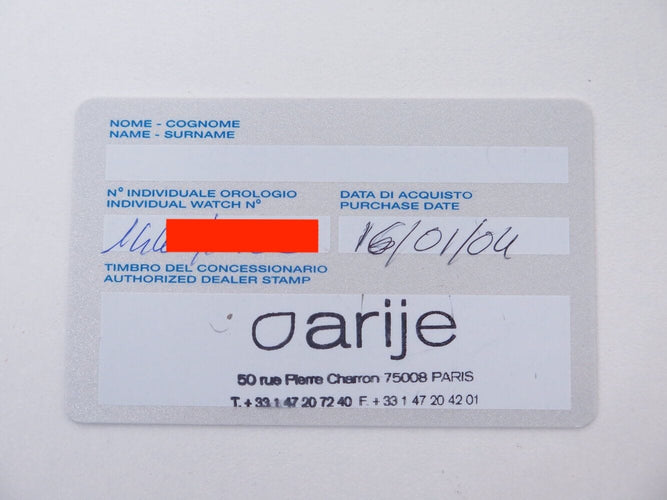 NOME - COGNOME
NAME - SURNAME
N° INDIVIDUALE OROLOGIO
INDIVIDUAL WATCH N°
DATA DI ACQUISTO
PURCHASE DATE
16/01/04
TIMBRO DEL CONCESSIONARIO
AUTHORIZED DEALER STAMP
arije
50 rue Pierre Charron 75008 PARIS
T. + 33 1 47 20 72 40 F. + 33 1 47 20 42 01